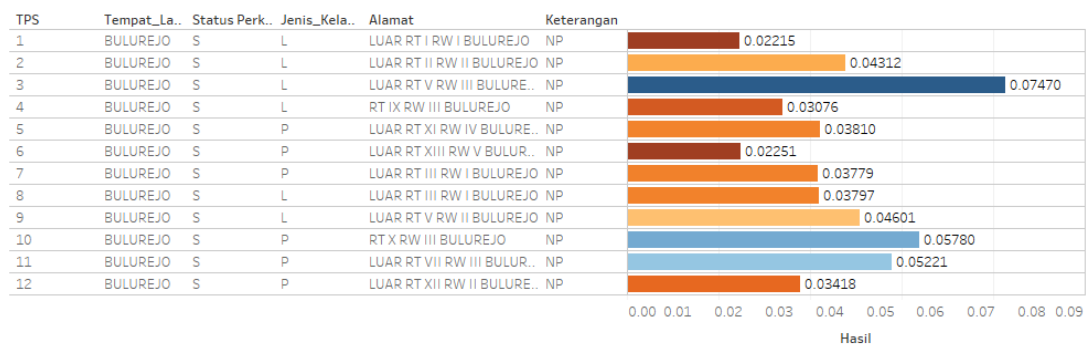 TPS Tempat_La.. Status Perk.. Jenis_Kela.. Alamat Keterangan
1 BULUREJO S L LUAR RT I RW I BULUREJO NP 0.02215
2 BULUREJO S L LUAR RT II RW II BULUREJO NP 0.04312
3 BULUREJO S L LUAR RT V RW III BULURE.. NP 0.07470
4 BULUREJO S L RT IX RW III BULUREJO NP 0.03076
5 BULUREJO S P LUAR RT XI RW IV BULURE.. NP 0.03810
6 BULUREJO S P LUAR RT XIII RW V BULUR.. NP 0.02251
7 BULUREJO S P LUAR RT III RW I BULUREJO NP 0.03779
8 BULUREJO S L LUAR RT III RW I BULUREJO NP 0.03797
9 BULUREJO S L LUAR RT V RW II BULUREJO NP 0.04601
10 BULUREJO S P RT X RW III BULUREJO NP 0.05780
11 BULUREJO S P LUAR RT VII RW III BULUR.. NP 0.05221
12 BULUREJO S P LUAR RT XII RW II BULURE.. NP 0.03418
0.00 0.01 0.02 0.03 0.04 0.05 0.06 0.07 0.08 0.09
Hasil